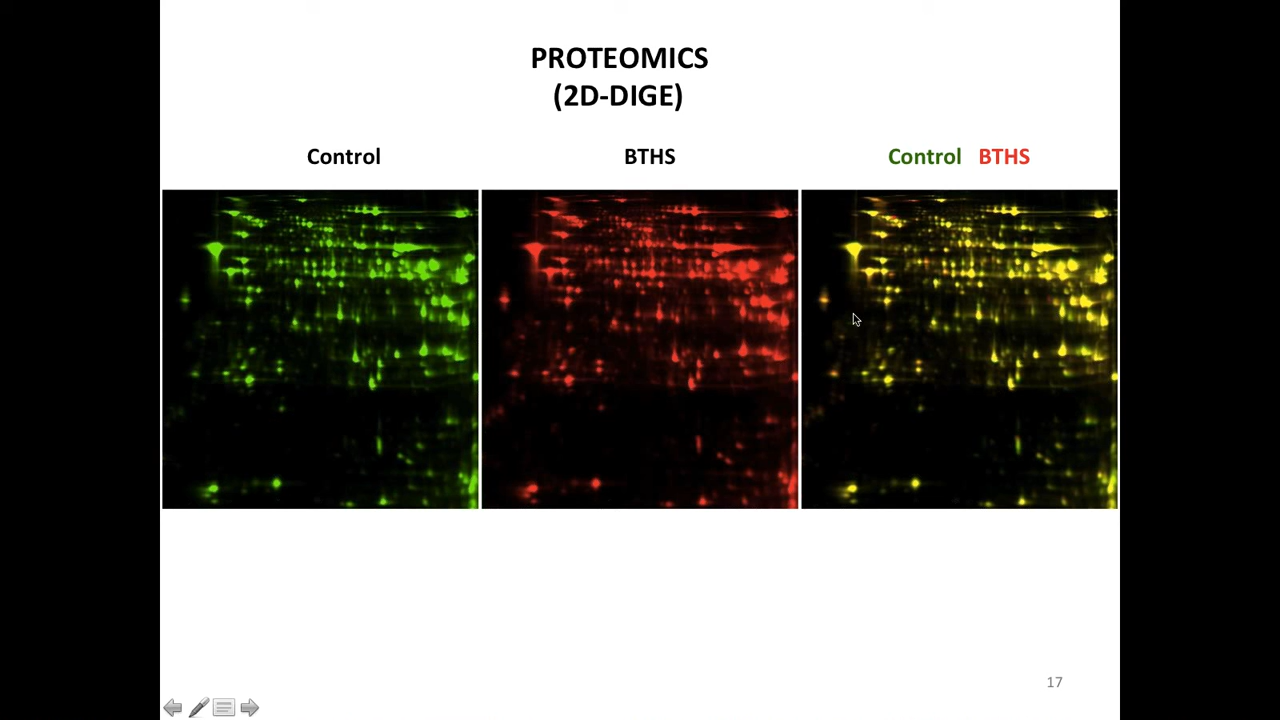 PROTEOMICS
(2D-DIGE)
Control
BTHS
Control BTHS
17